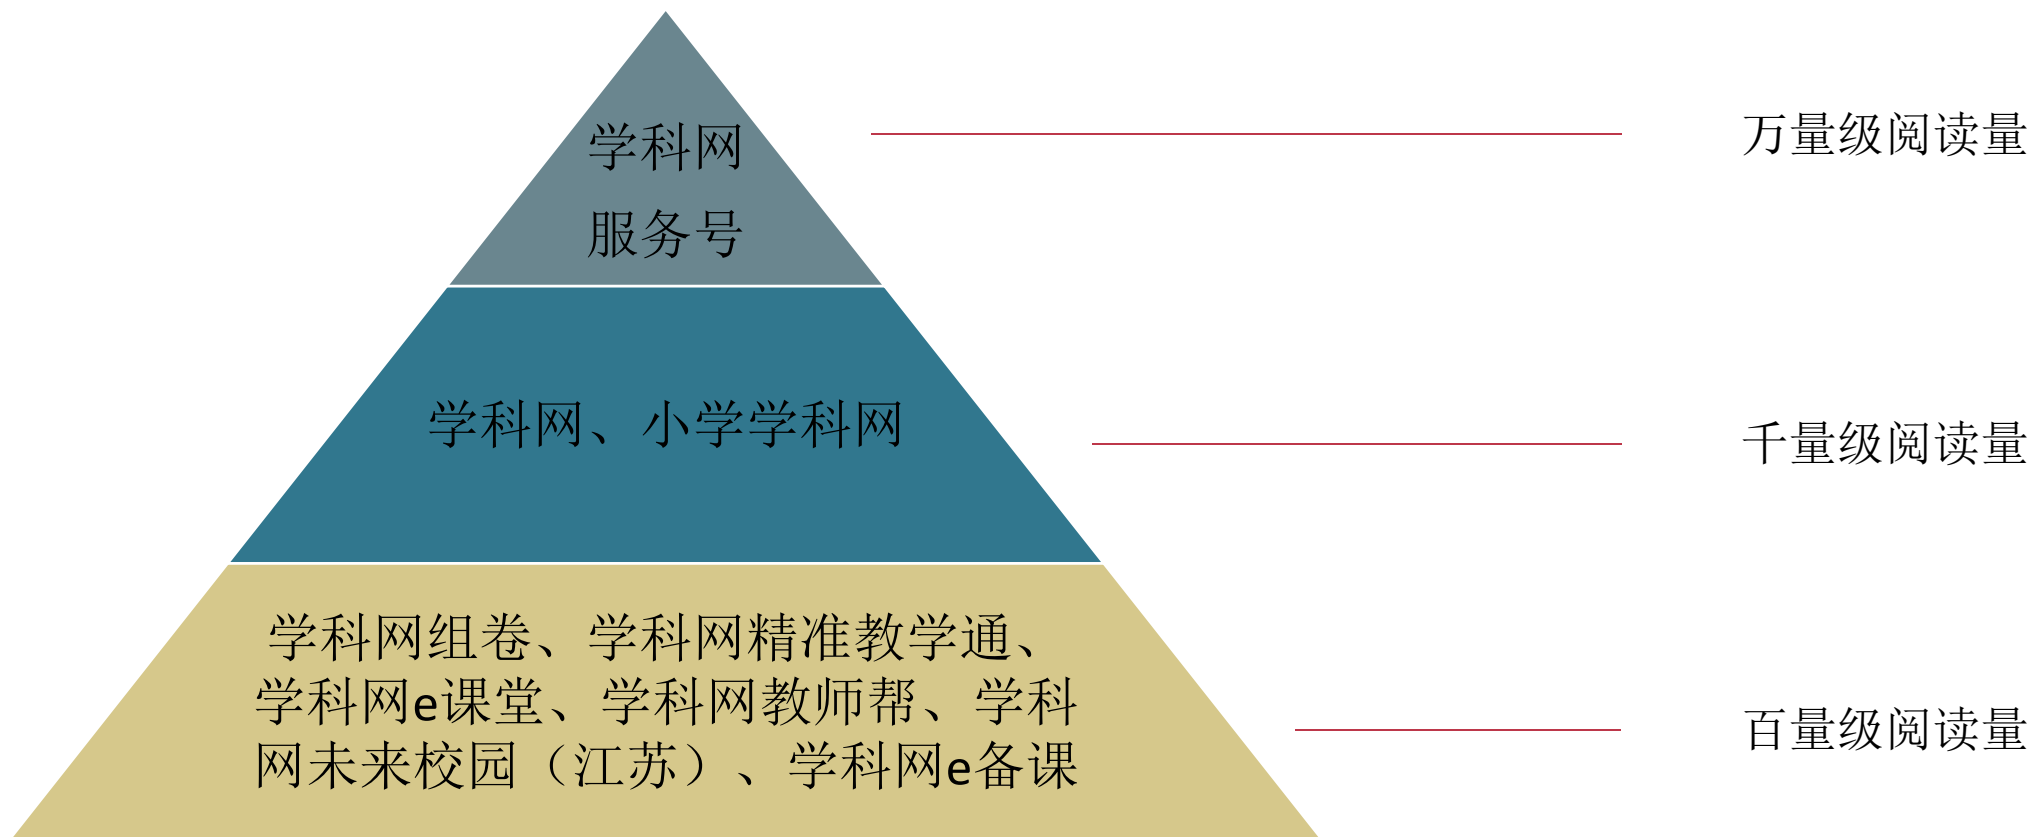 学科网
服务号
万量级阅读量
学科网、小学学科网
千量级阅读量
学科网组卷、学科网精准教学通、
学科网e课堂、学科网教师帮、学科
网未来校园（江苏）、学科网e备课
百量级阅读量